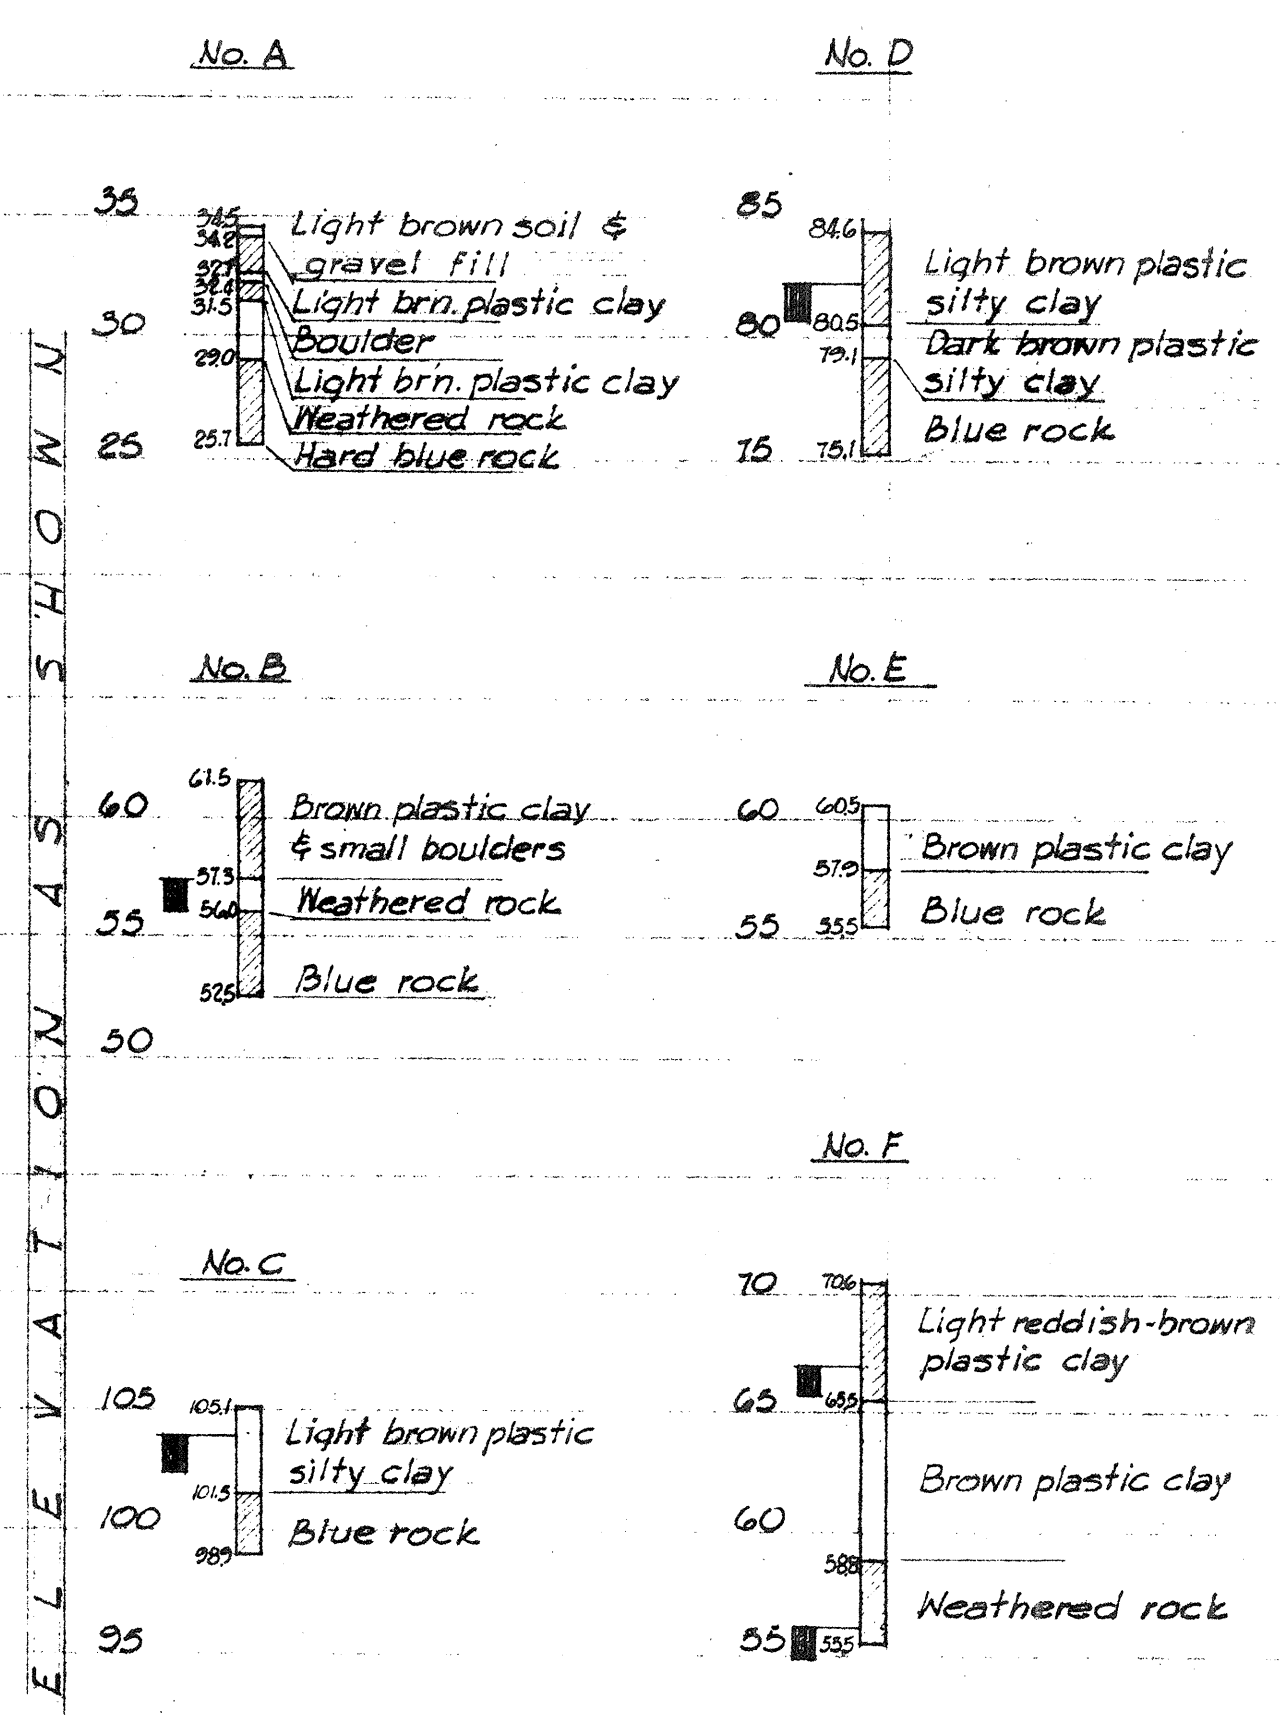 No. A
35
34.5
34.2
32.7
32.4
31.5
30
29.0
25
25.7
Light brown soil &
gravel fill
Light brn. plastic clay
Boulder
Light brn. plastic clay
Weathered rock
Hard blue rock
No. D
85
84.6
80
80.5
79.1
75
75.1
Light brown plastic
silty clay
Dark brown plastic
silty clay
Blue rock
No. B
61.5
60
57.3
56.0
55
52.5
50
Brown plastic clay
& small boulders
Weathered rock
Blue rock
No. E
60
60.5
57.9
55
55.5
Brown plastic clay
Blue rock
No. C
105
105.1
101.5
100
98.9
95
Light brown plastic
silty clay
Blue rock
No. F
70
70.6
65
65.5
60
58.8
55
55.5
Light reddish-brown
plastic clay
Brown plastic clay
Weathered rock
ELEVATION AS SHOWN